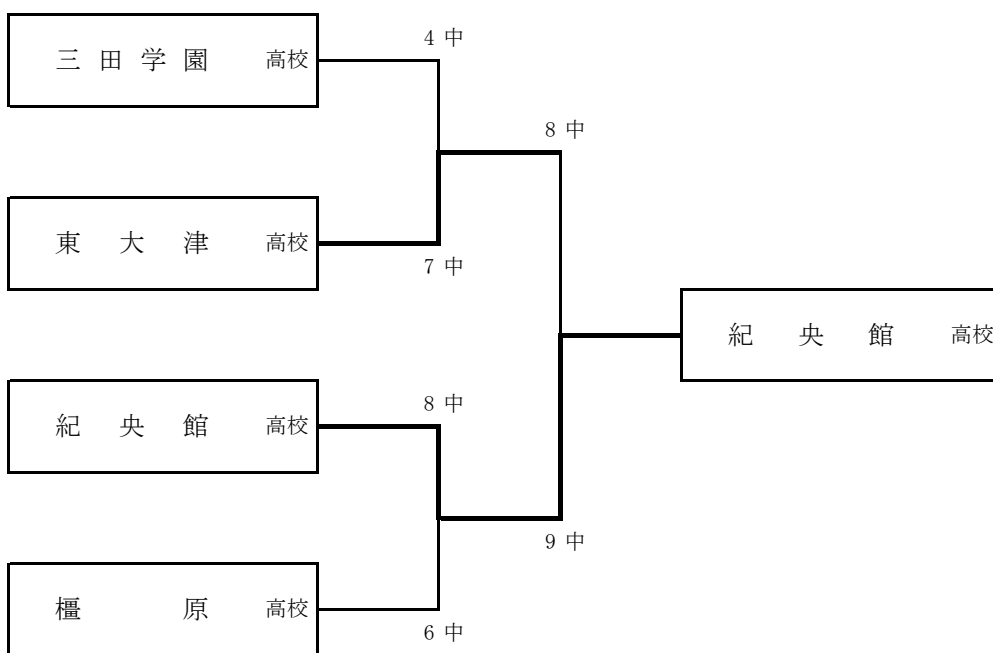 4 中
三田学園 高校
8 中
東大津 高校
7 中
紀央館 高校
8 中
紀央館 高校
9 中
橿原 高校
6 中